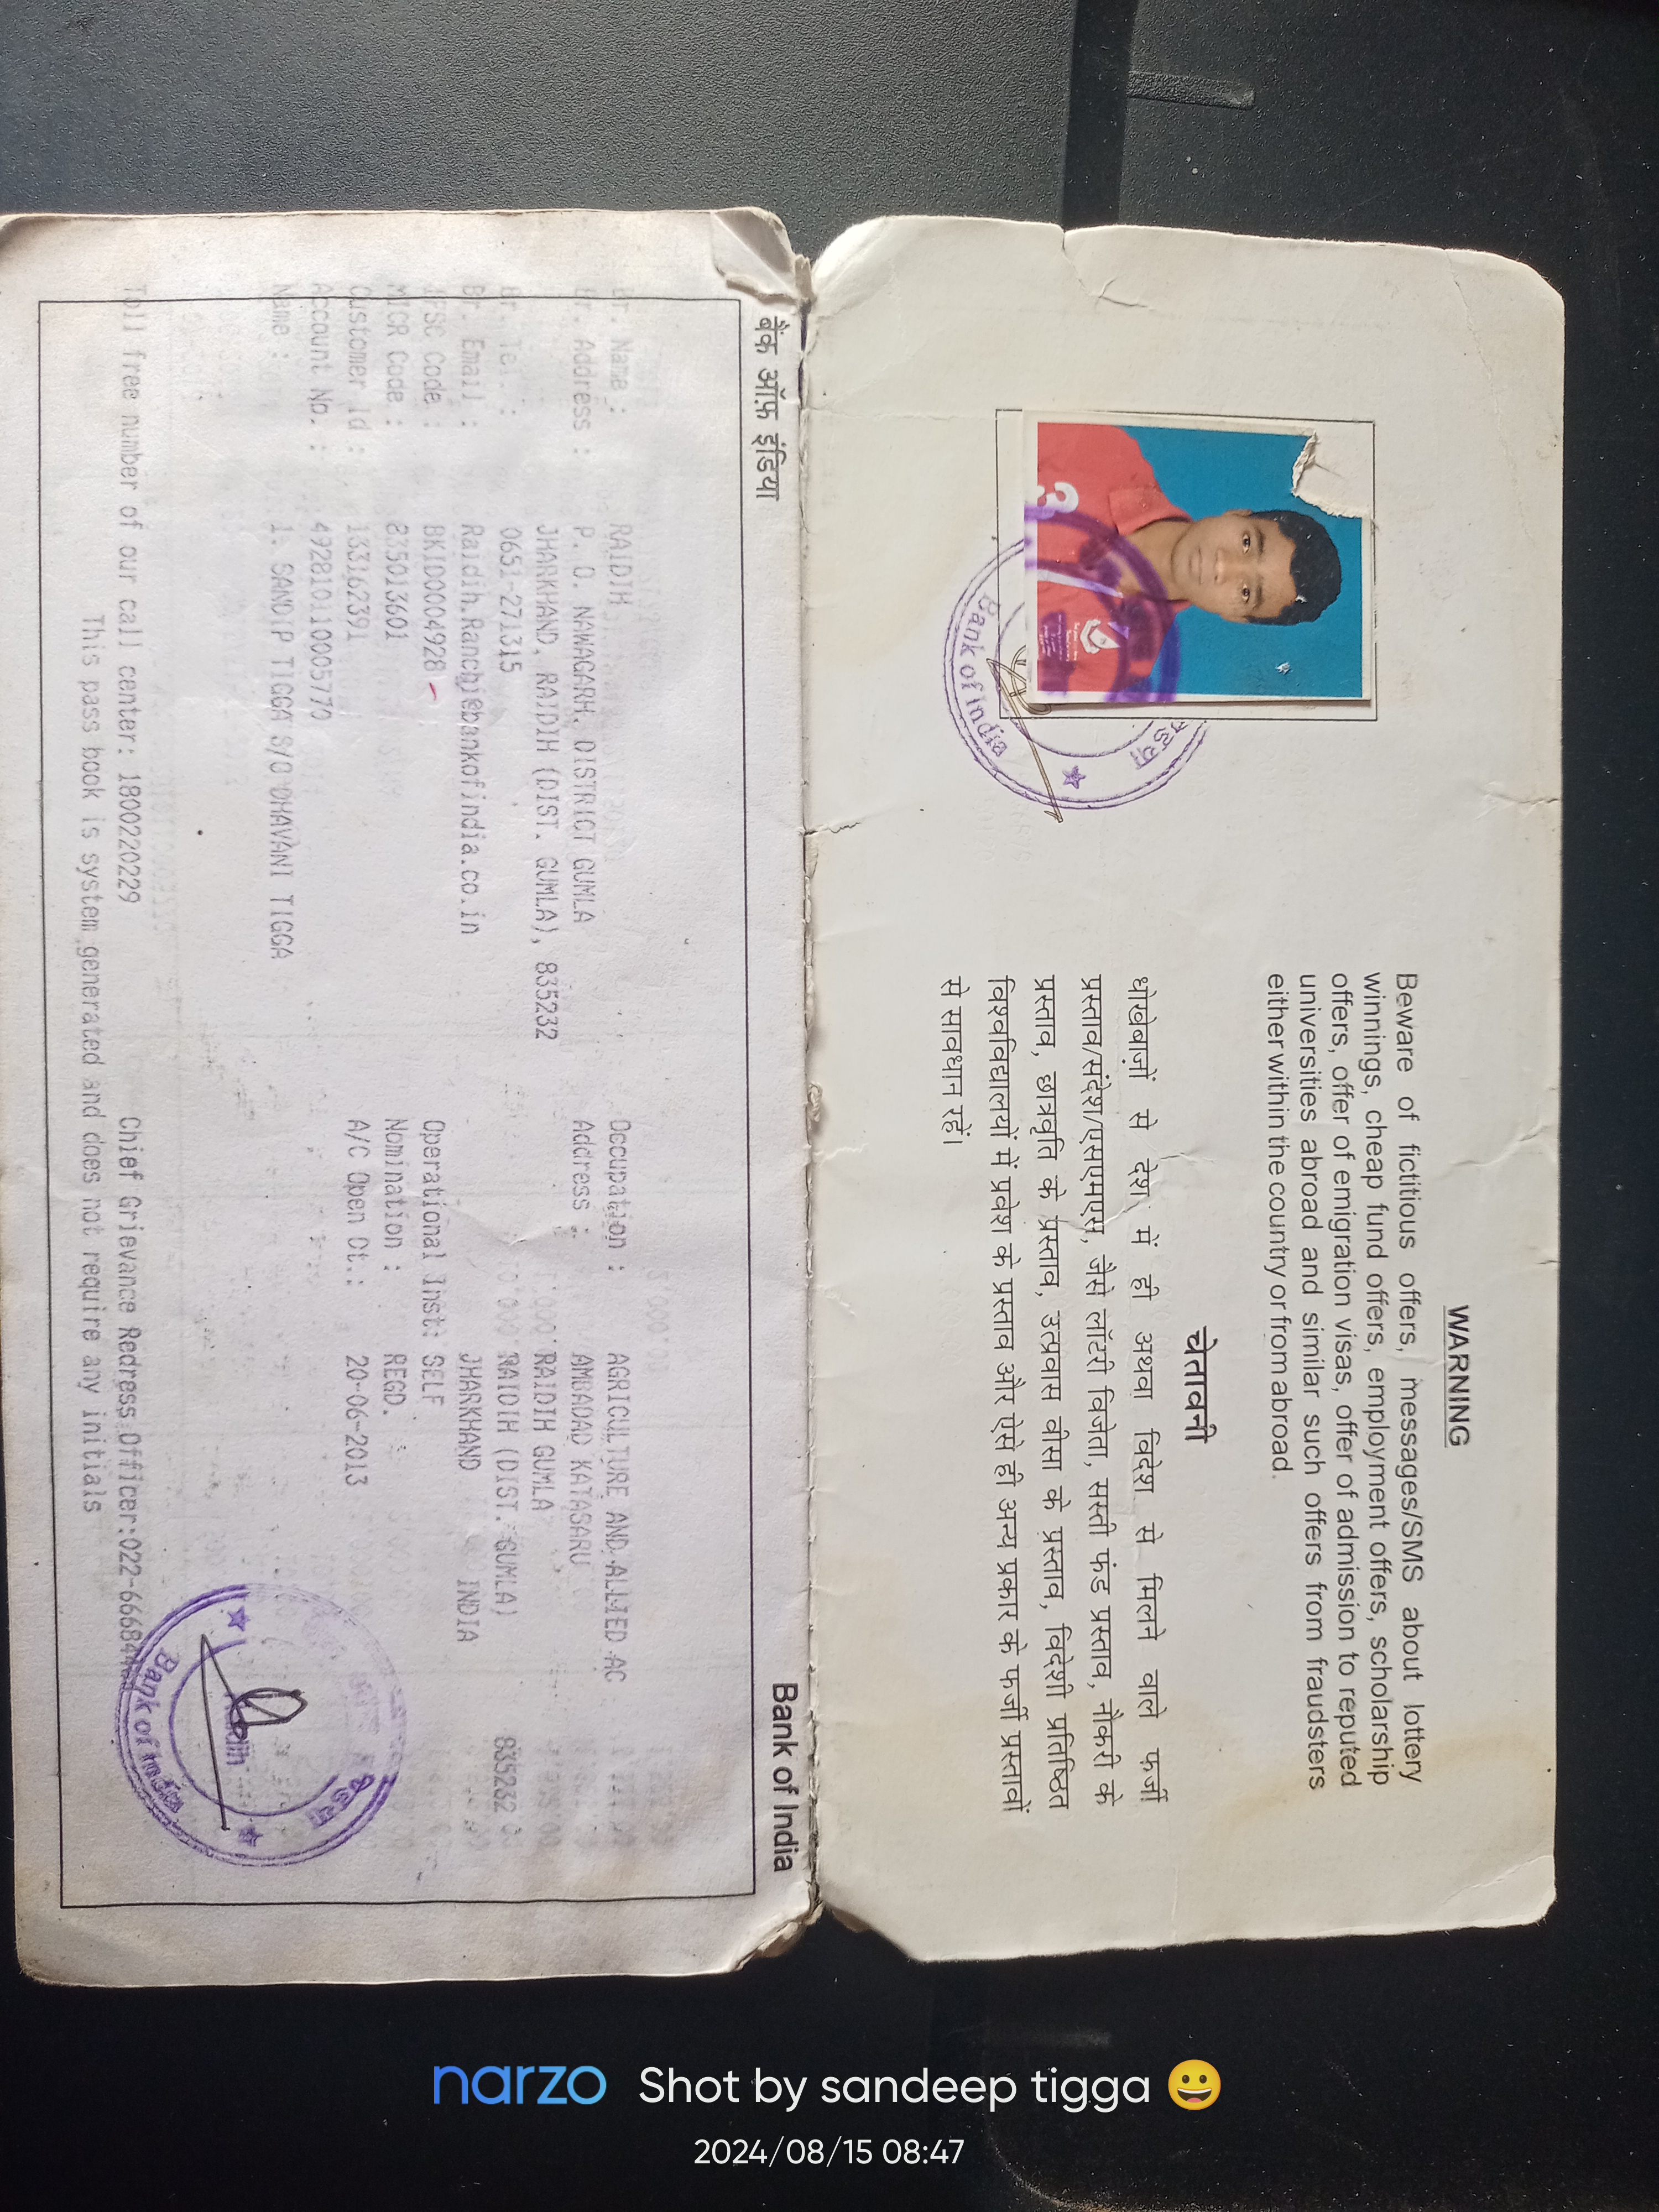 WARNING
Beware of fictitious offers, messages/SMS about lottery
winnings, cheap fund offers, employment offers, scholarship
offers, offer of emigration visas, offer of admission to reputed
universities abroad and similar such offers from fraudsters
either within the country or from abroad.
चेतावनी
धोखेबाज़ों से देश में ही अथवा विदेश से मिलने वाले फर्जी
प्रस्ताव/संदेश/एसएमएस, जैसे लॉटरी विजेता, सस्ती फंड प्रस्ताव, नौकरी के
प्रस्ताव, छात्रवृति के प्रस्ताव, उत्प्रवास वीसा के प्रस्ताव, विदेशी प्रतिष्ठित
विश्वविद्यालयों में प्रवेश के प्रस्ताव और ऐसे ही अन्य प्रकार के फर्जी प्रस्तावों
से सावधान रहें।
Bank of India
बैंक ऑफ़ इंडिया Bank of India
Br. Name : RAIDIH Occupation : AGRICULTURE AND ALLIED AC
Br. Address : P. O. NAWAGARH, DISTRICT GUMLA Address : AMBADAD KATASARU
JHARKHAND, RAIDIH (DIST. GUMLA), 835232 RAIDIH GUMLA
Br. Tel : 0651-271315 RAIDIH (DIST. GUMLA) 835232
Br. Email : Raidih.Ranchi@bankofindia.co.in JHARKHAND INDIA
IFSC Code : BKID0004928 Operational Inst: SELF
MICR Code : 835013601 Nomination : REGD.
Customer Id : 133162391 A/C Open Dt.: 20-06-2013
Account No. : 492810110005770
Name : 1. SANDIP TIGGA S/O DHAVANI TIGGA
Toll free number of our call center: 1800220229 Chief Grievance Redress Officer:022-66684
This pass book is system generated and does not require any initials
Bank of India
narzo Shot by sandeep tigga 😀
2024/08/15 08:47